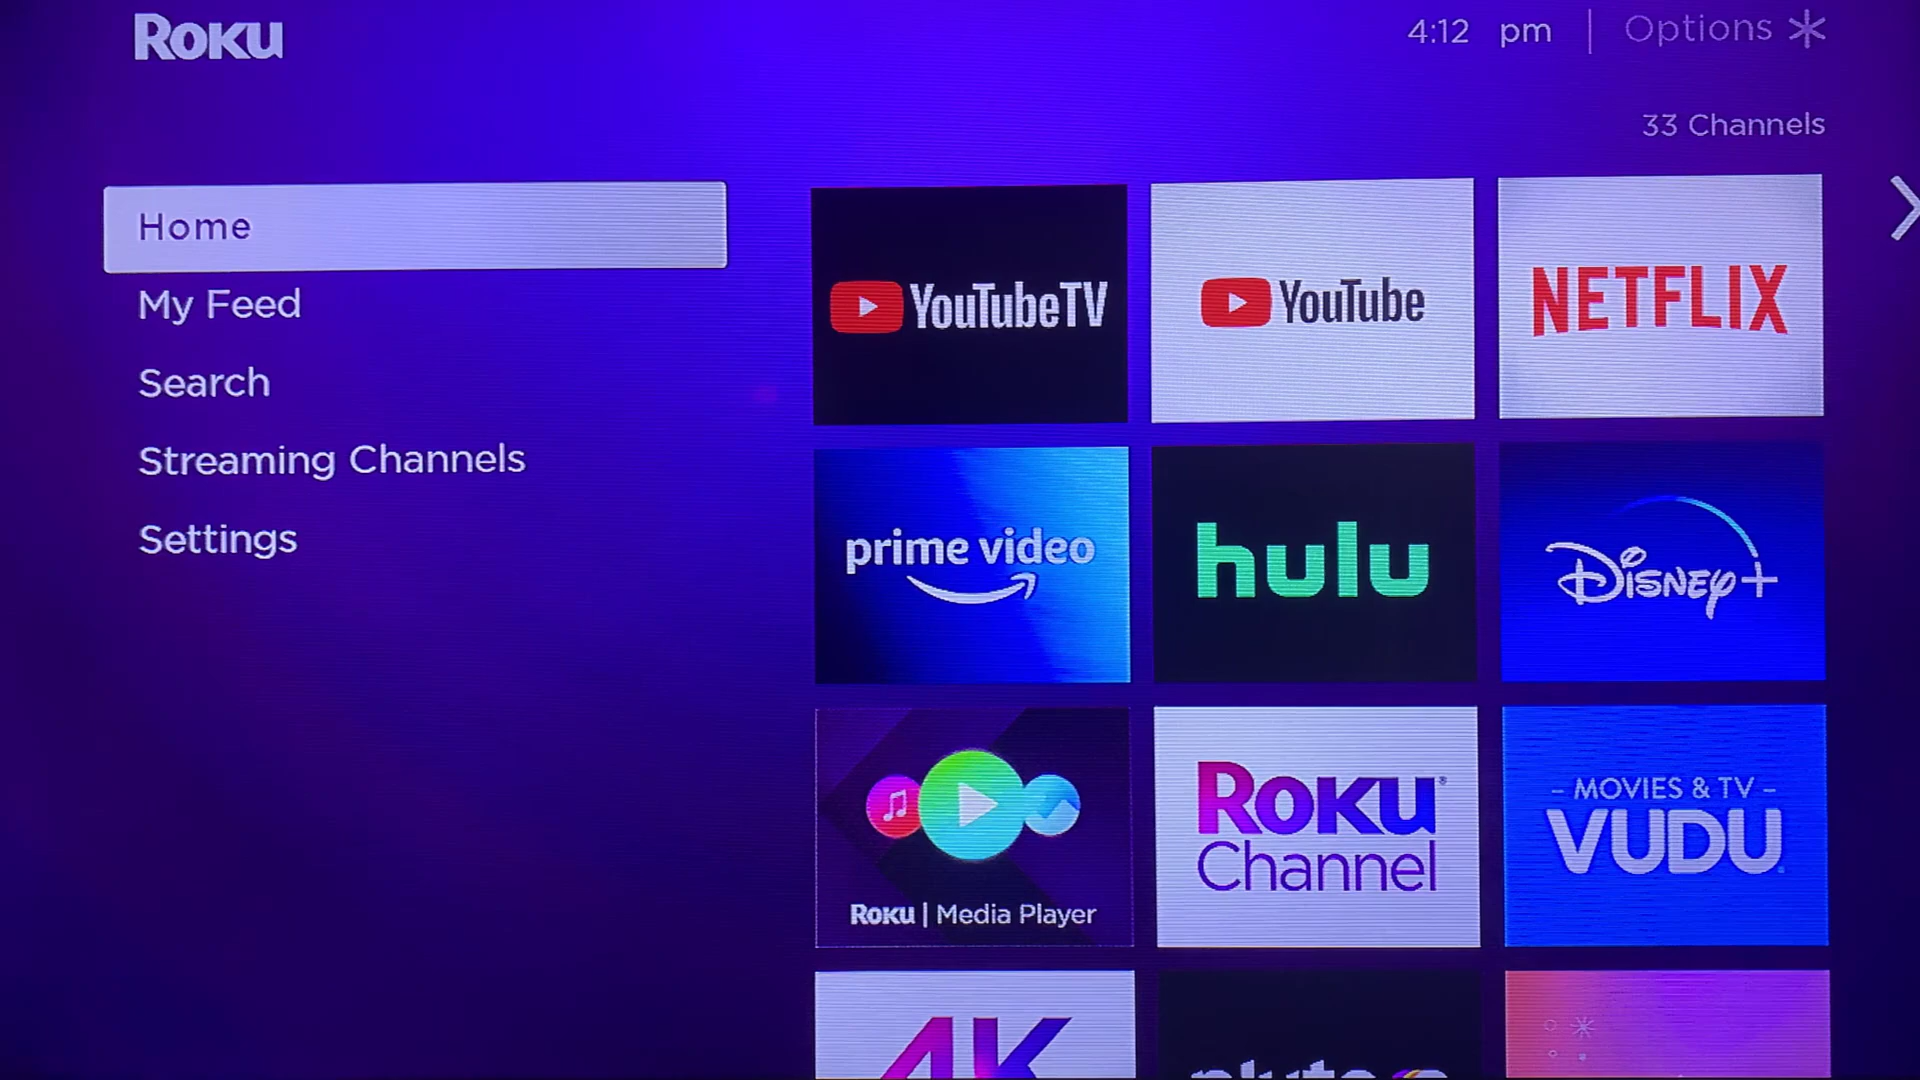 ROKU
4:12 pm | Options
33 Channels
Home
My Feed
Search
Streaming Channels
Settings
YouTubeTV
YouTube
NETFLIX
prime video
hulu
Disney+
ROKU | Media Player
ROKU
Channel
- MOVIES & TV -
VUDU
4K